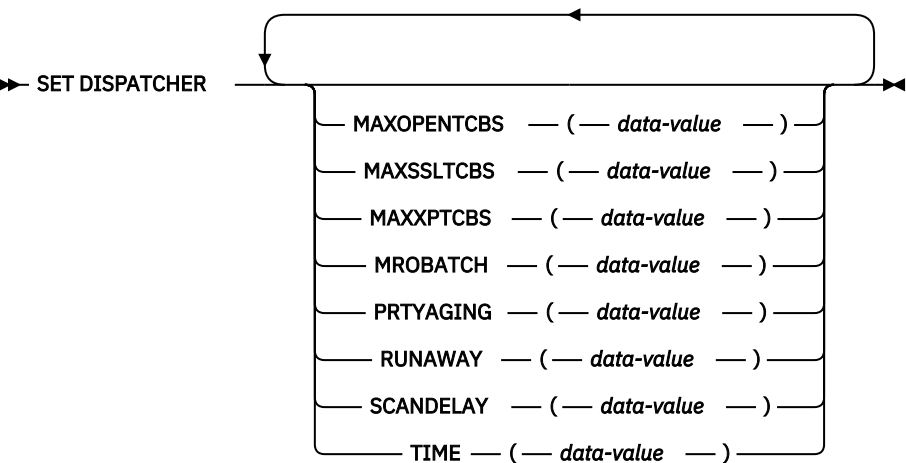 SET DISPATCHER
MAXOPENTCBS ( data-value )
MAXSSLTCBS ( data-value )
MAXXPTCBS ( data-value )
MROBATCH ( data-value )
PRTYAGING ( data-value )
RUNAWAY ( data-value )
SCANDELAY ( data-value )
TIME ( data-value )